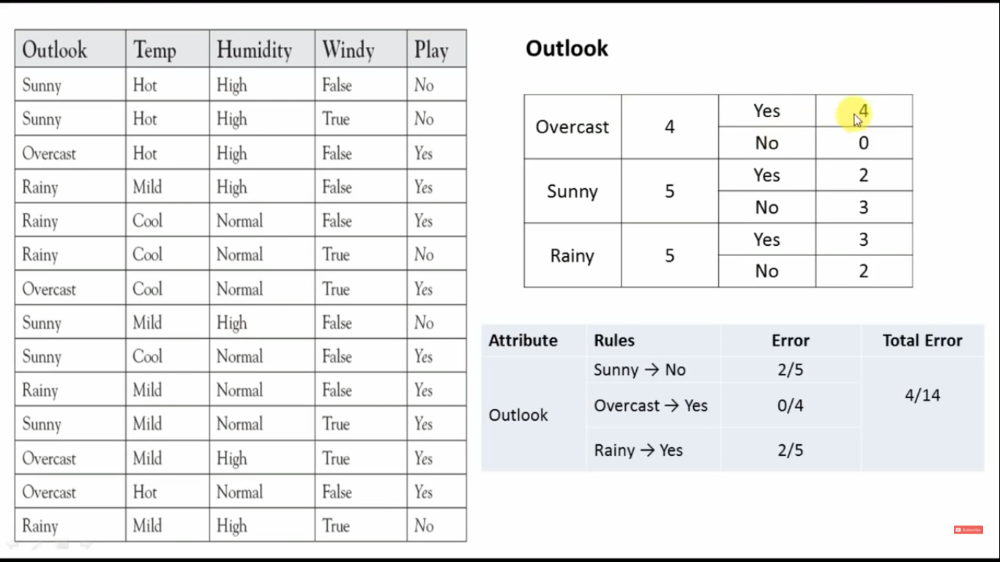 Outlook Temp Humidity Windy Play
Sunny Hot High False No
Sunny Hot High True No
Overcast Hot High False Yes
Rainy Mild High False Yes
Rainy Cool Normal False Yes
Rainy Cool Normal True No
Overcast Cool Normal True Yes
Sunny Mild High False No
Sunny Cool Normal False Yes
Rainy Mild Normal False Yes
Sunny Mild Normal True Yes
Overcast Mild High True Yes
Overcast Hot Normal False Yes
Rainy Mild High True No
Outlook
Overcast 4 Yes 4
No 0
Sunny 5 Yes 2
No 3
Rainy 5 Yes 3
No 2
Attribute Rules Error Total Error
Outlook Sunny → No 2/5 4/14
Overcast → Yes 0/4
Rainy → Yes 2/5
Subscribe